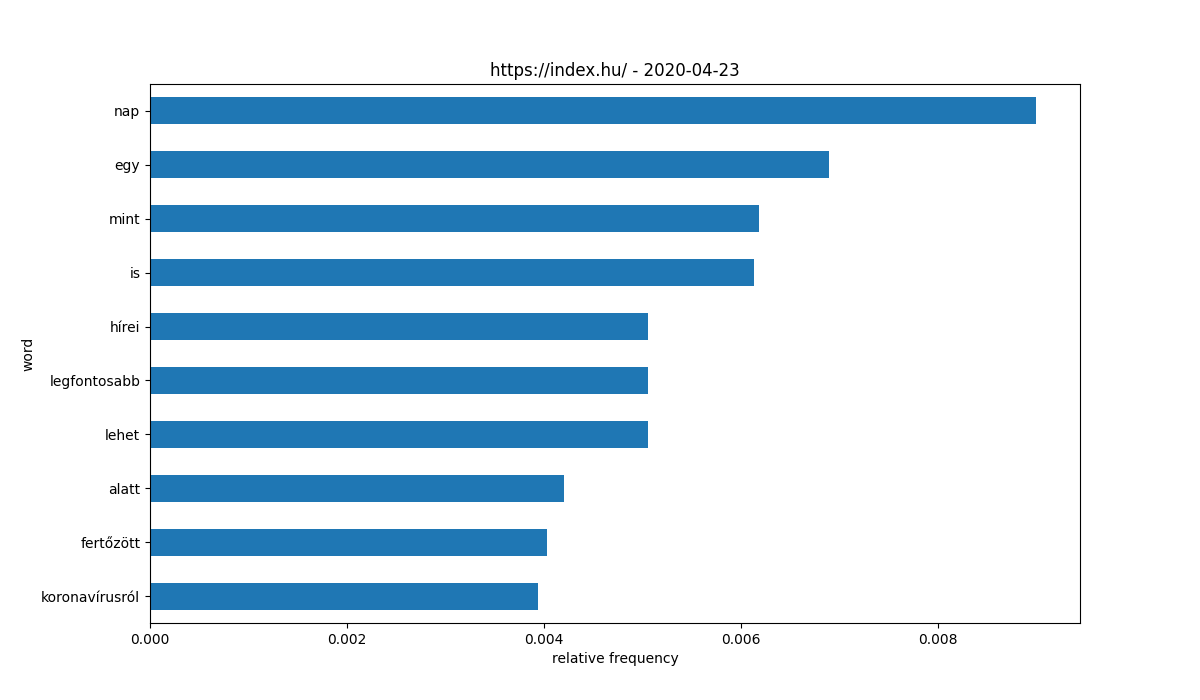 https://index.hu/ - 2020-04-23
nap
egy
mint
is
hírei
legfontosabb
lehet
alatt
fertőzött
koronavírusról
word
0.000 0.002 0.004 0.006 0.008
relative frequency